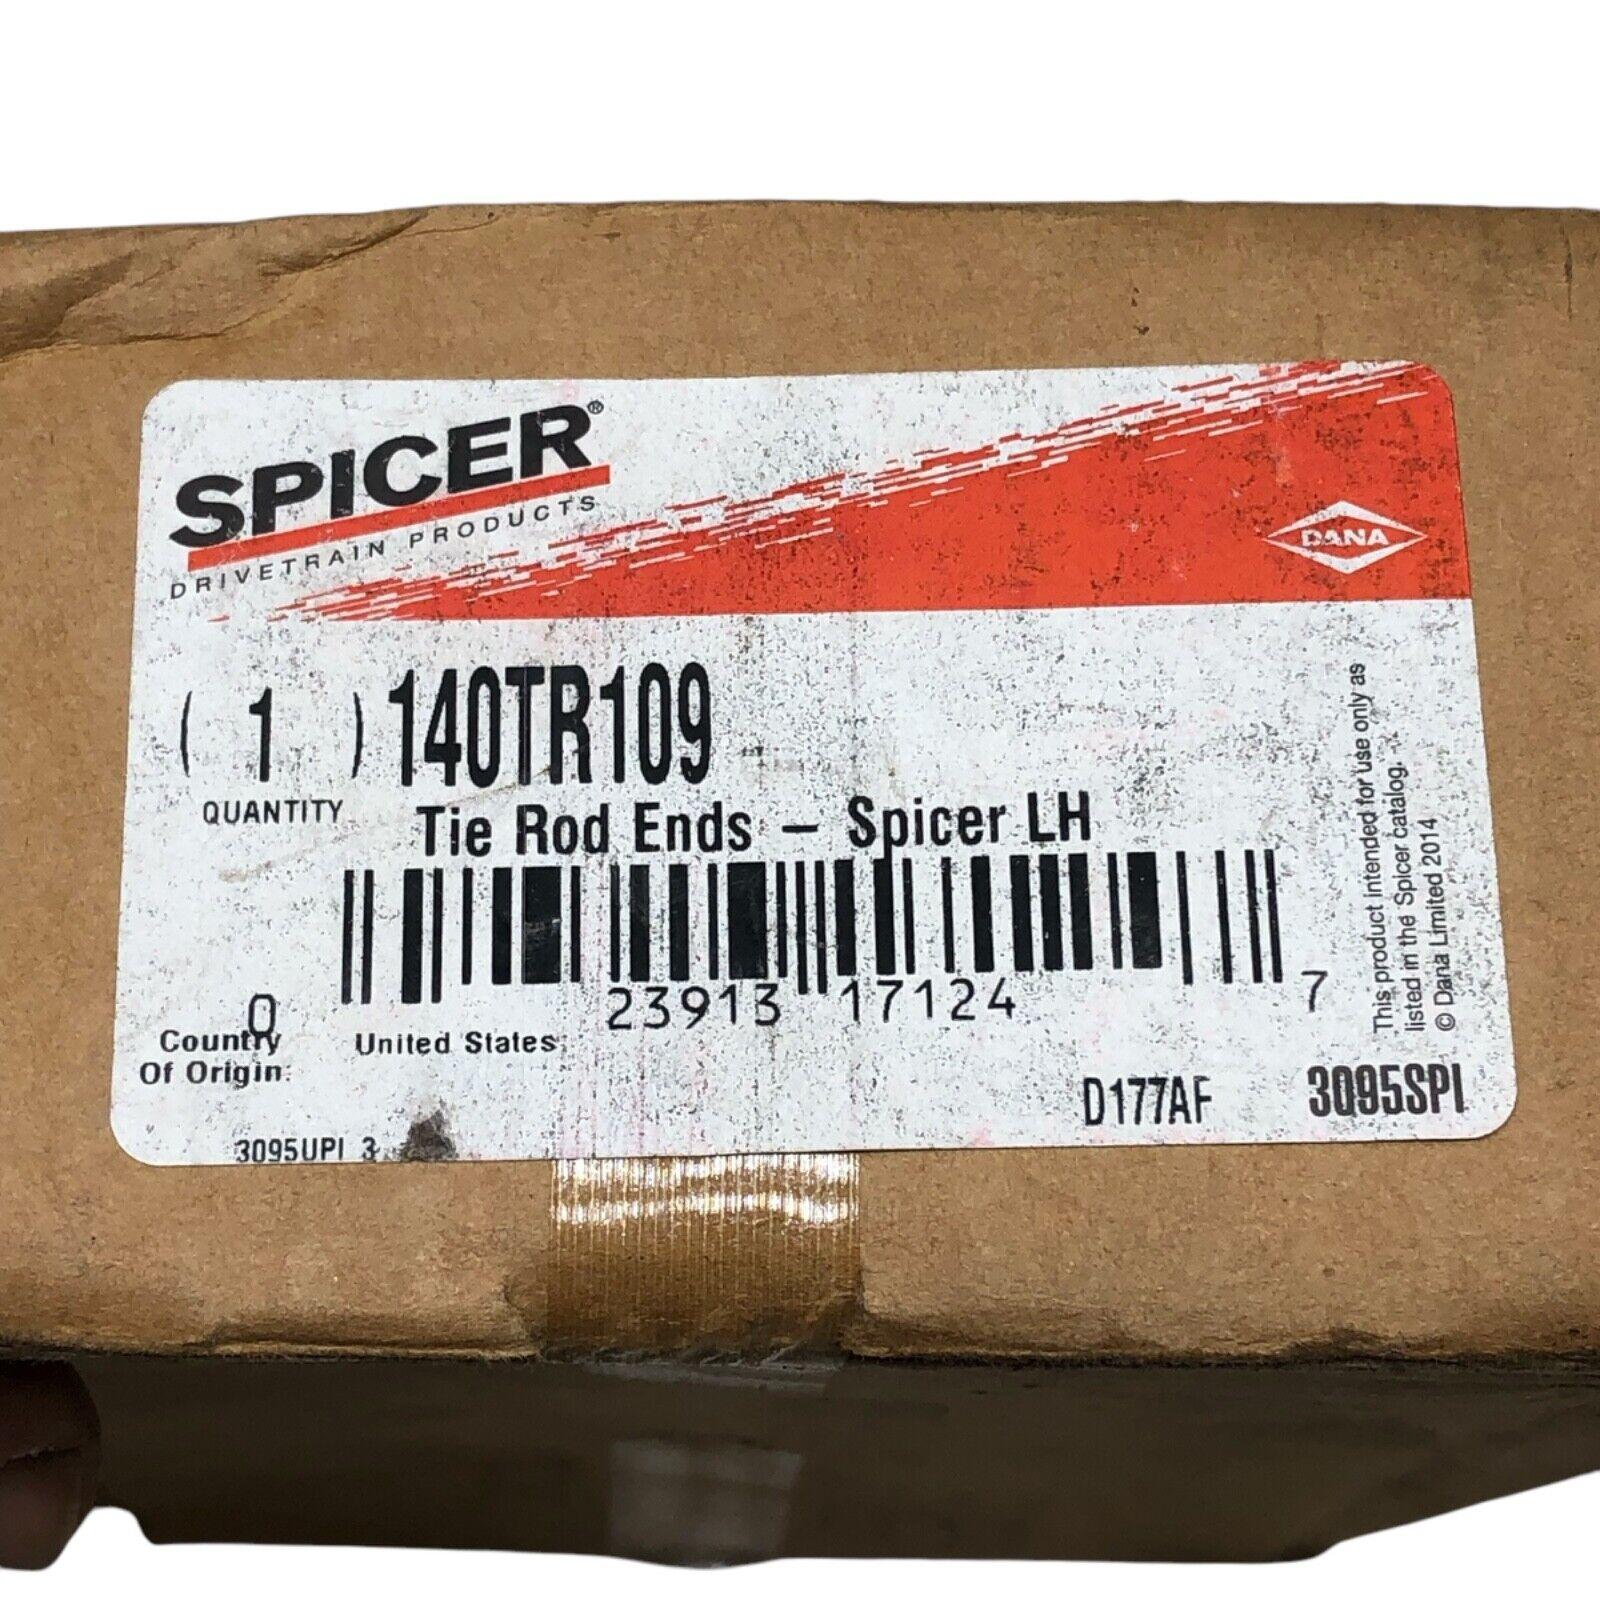 SPICER®
DRIVETRAIN PRODUCTS
DANA
( 1 ) 140TR109
QUANTITY
Tie Rod Ends – Spicer LH
0 23913 17124 7
Country
Of Origin:
United States
D177AF
3095SPI
3095UPI 3
This product intended for use only as
listed in the Spicer catalog.
© Dana Limited 2014